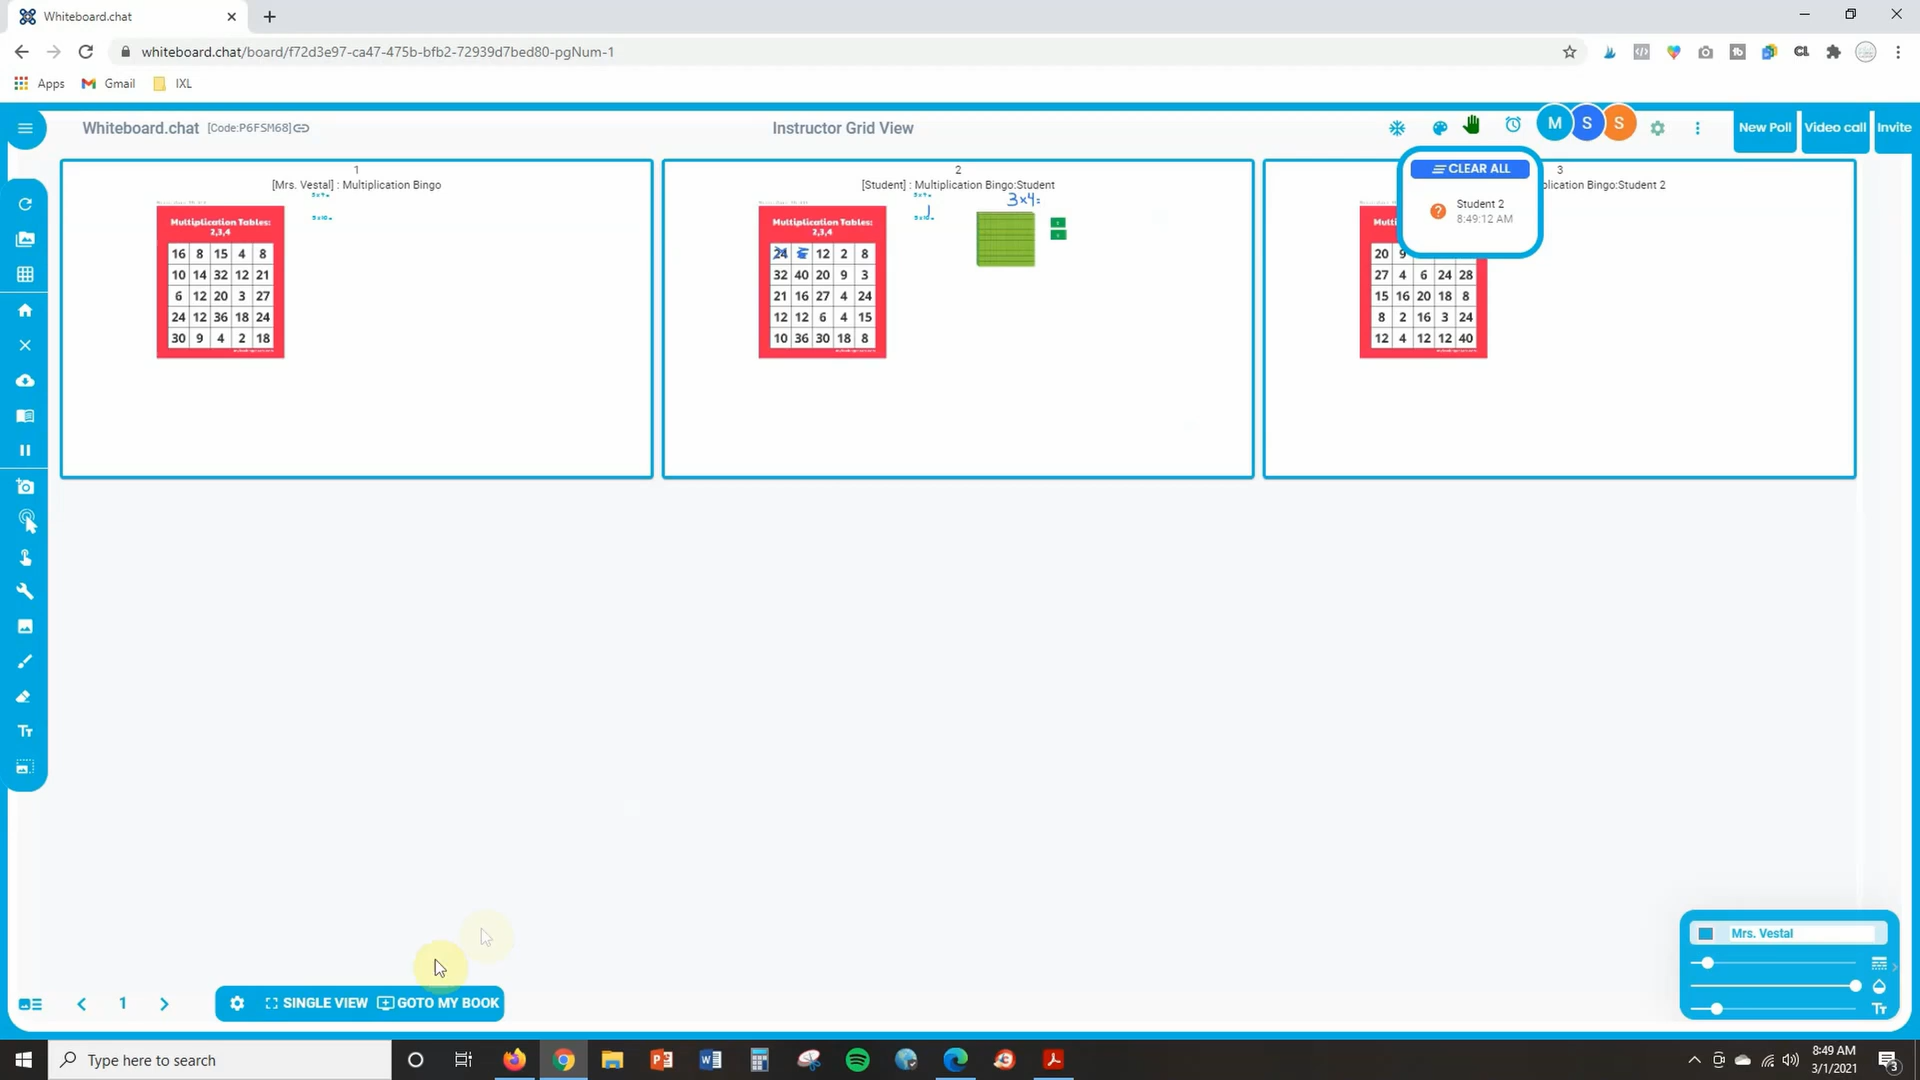 Whiteboard.chat
whiteboard.chat/board/f72d3e97-ca47-475b-bfb2-72939d7bed80-pgNum-1
CL
Apps Gmail IXL
Whiteboard.chat [Code:P6FSM68]
Instructor Grid View
M S S
New Poll Video call Invite
CLEAR ALL
Student 2
8:49:12 AM
1
[Mrs. Vestal] : Multiplication Bingo
Multiplication Tables:
2,3,4
16 8 15 4 8
10 14 32 12 21
6 12 20 3 27
24 12 36 18 24
30 9 4 2 18
2
[Student] : Multiplication Bingo:Student
3x4=
Multiplication Tables:
2,3,4
24 12 2 8
32 40 20 9 3
21 16 27 4 24
12 12 6 4 15
10 36 30 18 8
3
plication Bingo:Student 2
Multi
20 9
27 4 6 24 28
15 16 20 18 8
8 2 16 3 24
12 4 12 12 40
Tt
1
SINGLE VIEW GOTO MY BOOK
Mrs. Vestal
Tt
Type here to search
8:49 AM
3/1/2021
3